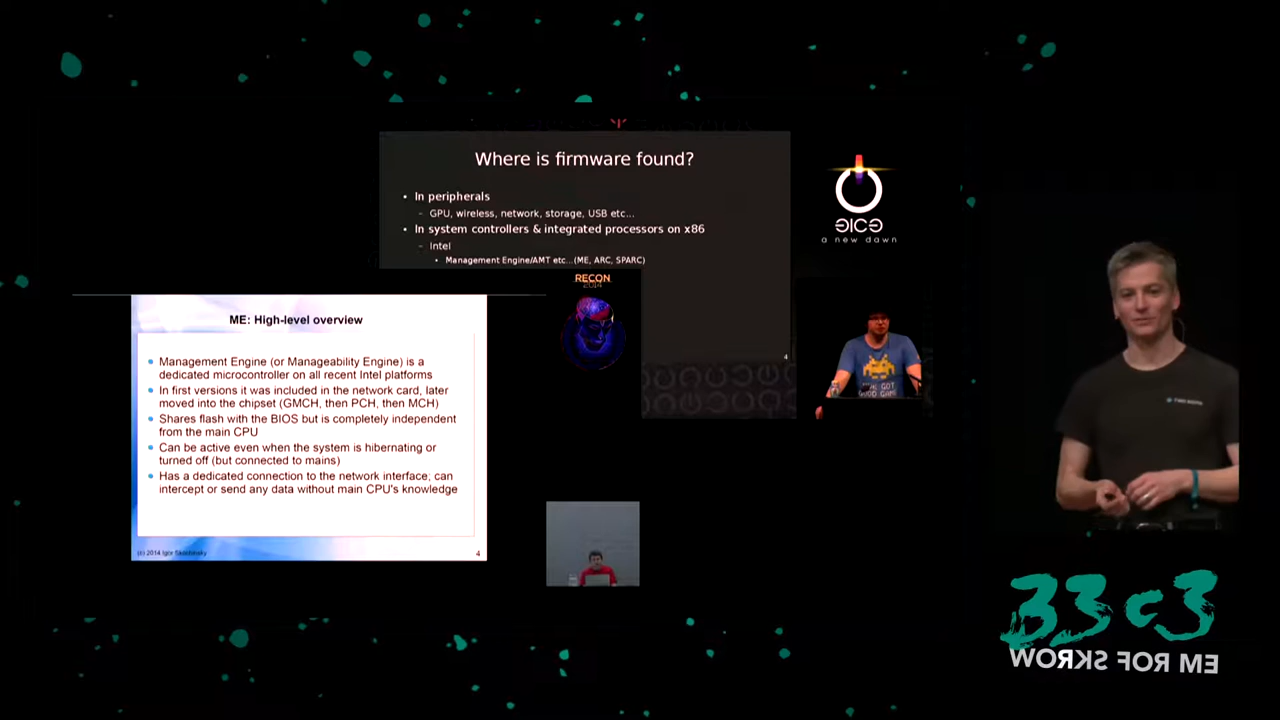 Where is firmware found?
• In peripherals
– GPU, wireless, network, storage, USB etc...
• In system controllers & integrated processors on x86
– Intel
• Management Engine/AMT etc...(ME, ARC, SPARC)
4
a new dawn
RECON
2014
ME: High-level overview
• Management Engine (or Manageability Engine) is a
dedicated microcontroller on all recent Intel platforms
• In first versions it was included in the network card, later
moved into the chipset (GMCH, then PCH, then MCH)
• Shares flash with the BIOS but is completely independent
from the main CPU
• Can be active even when the system is hibernating or
turned off (but connected to mains)
• Has a dedicated connection to the network interface; can
intercept or send any data without main CPU's knowledge
(c) 2014 Igor Skochinsky
4
GOOD GAME
33c3
WORKS FOR ME